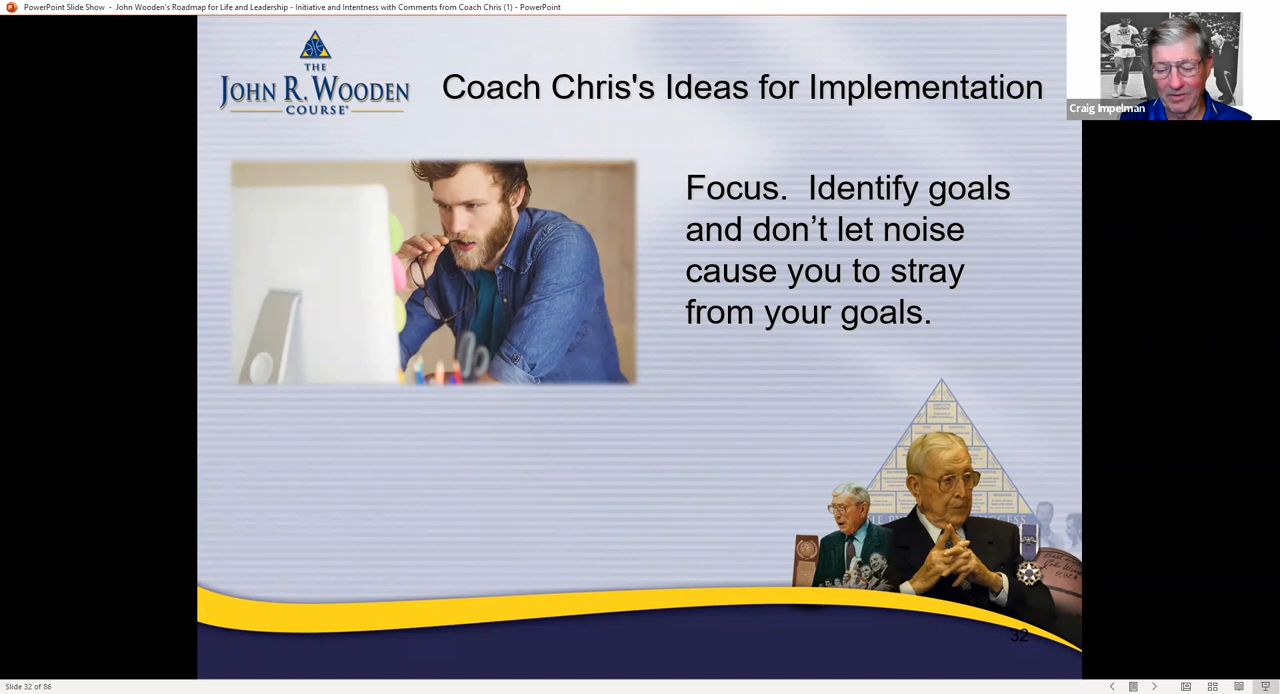 PowerPoint Slide Show - John Wooden's Roadmap for Life and Leadership - Initiative and Intentness with Comments from Coach Chris (1) - PowerPoint
THE
JOHN R. WOODEN
COURSE®
Coach Chris's Ideas for Implementation
Craig Impelman
Focus.  Identify goals
and don’t let noise
cause you to stray
from your goals.
32
Slide 32 of 86